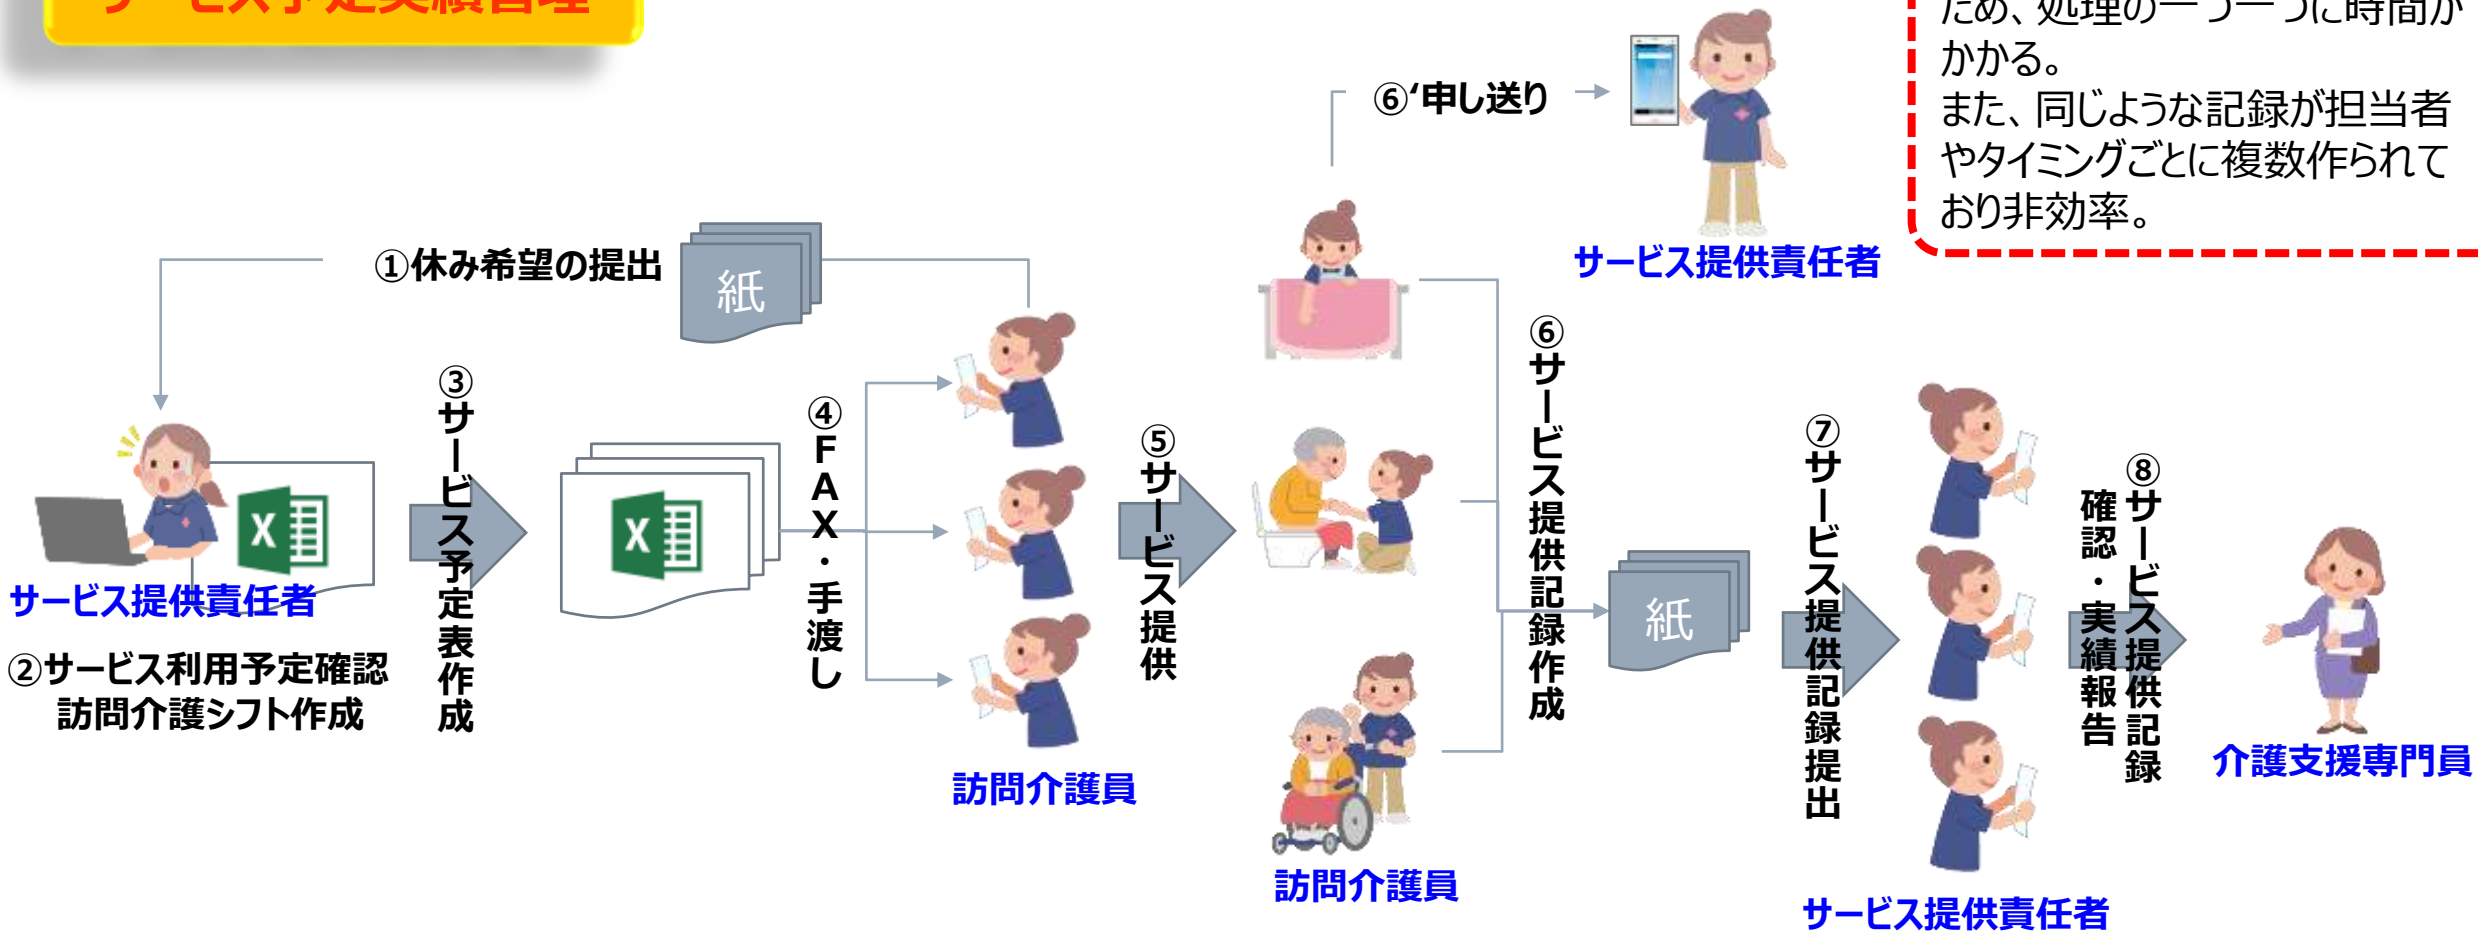 サービス予定実績管理
ため、処理の一つ一つに時間が
かかる。
また、同じような記録が担当者
やタイミングごとに複数作られて
おり非効率。
⑥‘申し送り
サービス提供責任者
①休み希望の提出
紙
サービス提供責任者
②サービス利用予定確認
訪問介護シフト作成
③サービス予定表作成
④FAX・手渡し
訪問介護員
⑤サービス提供
訪問介護員
⑥サービス提供記録作成
紙
⑦サービス提供記録提出
サービス提供責任者
⑧サービス提供記録
確認・実績報告
介護支援専門員